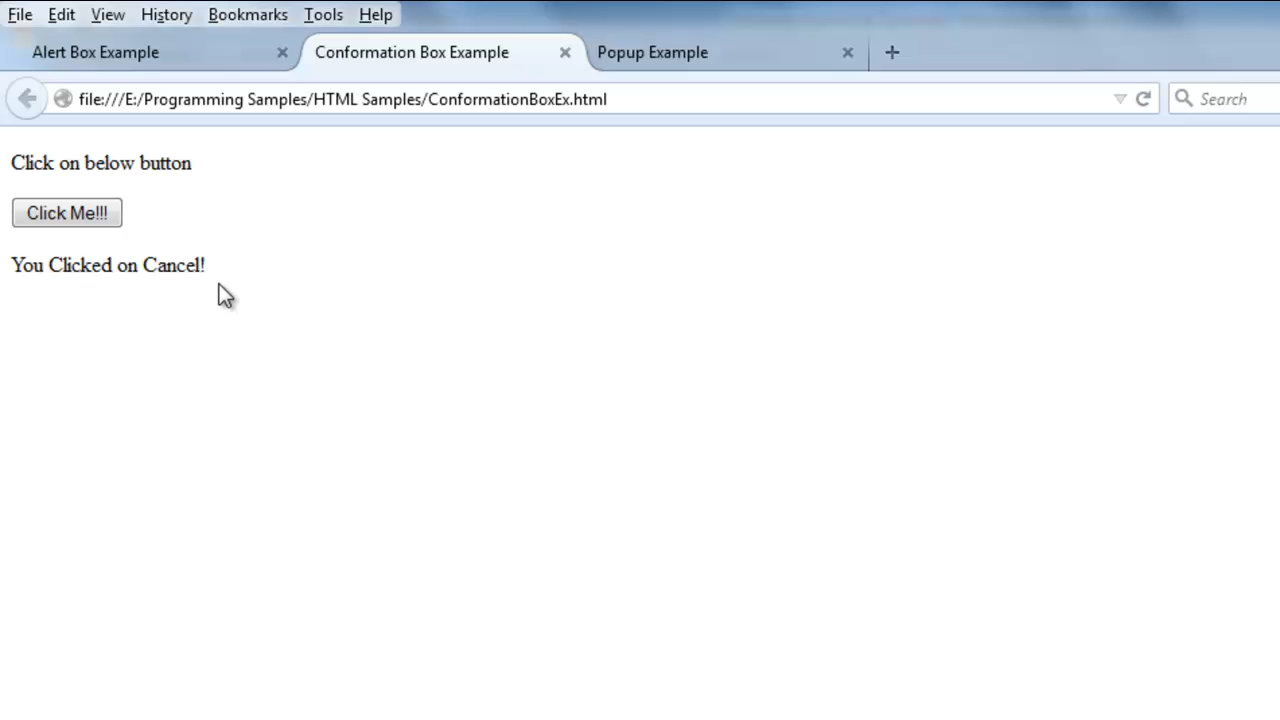 File Edit View History Bookmarks Tools Help
Alert Box Example Conformation Box Example Popup Example
file:///E:/Programming Samples/HTML Samples/ConformationBoxEx.html Search
Click on below button
Click Me!!!
You Clicked on Cancel!